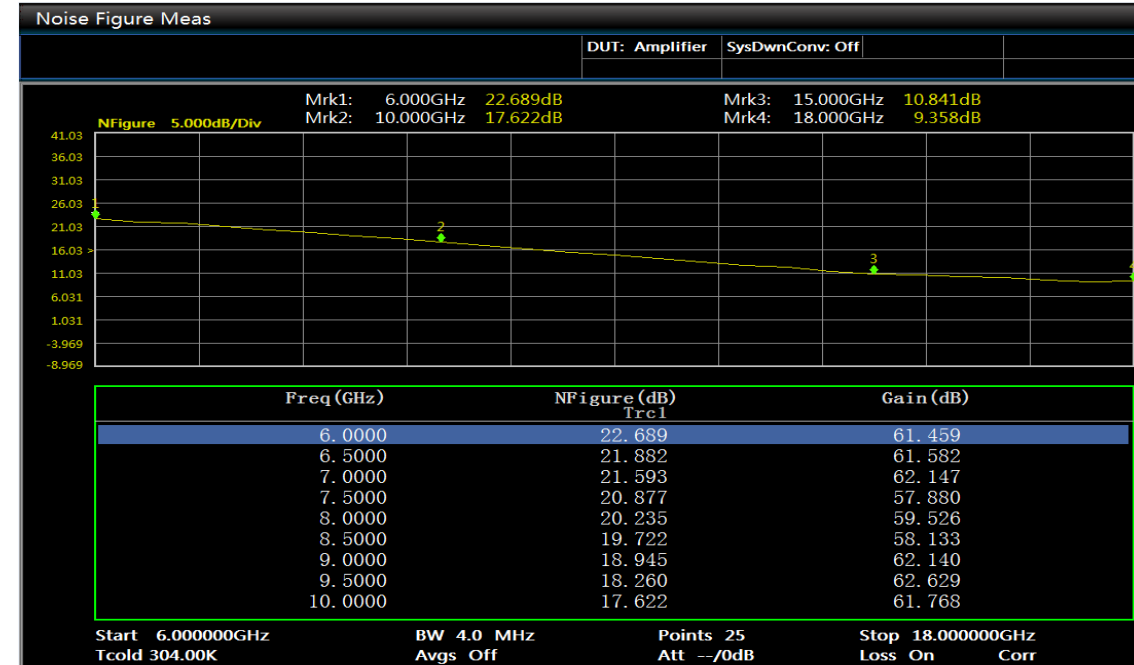 Noise Figure Meas
DUT: Amplifier SysDwnConv: Off
Mrk1: 6.000GHz 22.689dB Mrk3: 15.000GHz 10.841dB
NFigure 5.000dB/Div Mrk2: 10.000GHz 17.622dB Mrk4: 18.000GHz 9.358dB
41.03
36.03
31.03
26.03 1
21.03 2
16.03 >
11.03 3 4
6.031
1.031
-3.969
-8.969
Freq(GHz) NFigure(dB) Gain(dB)
Trc1
6.0000 22.689 61.459
6.5000 21.882 61.582
7.0000 21.593 62.147
7.5000 20.877 57.880
8.0000 20.235 59.526
8.5000 19.722 58.133
9.0000 18.945 62.140
9.5000 18.260 62.629
10.0000 17.622 61.768
Start 6.000000GHz BW 4.0 MHz Points 25 Stop 18.000000GHz
Tcold 304.00K Avgs Off Att --/0dB Loss On Corr